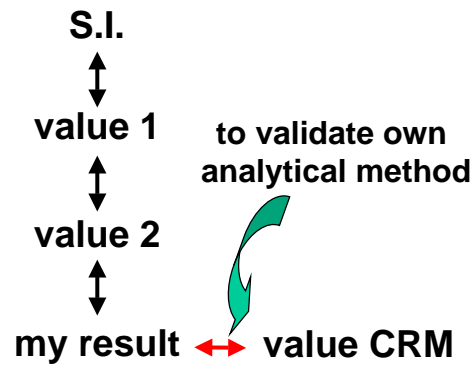 S.I.
value 1
to validate own
analytical method
value 2
my result
value CRM